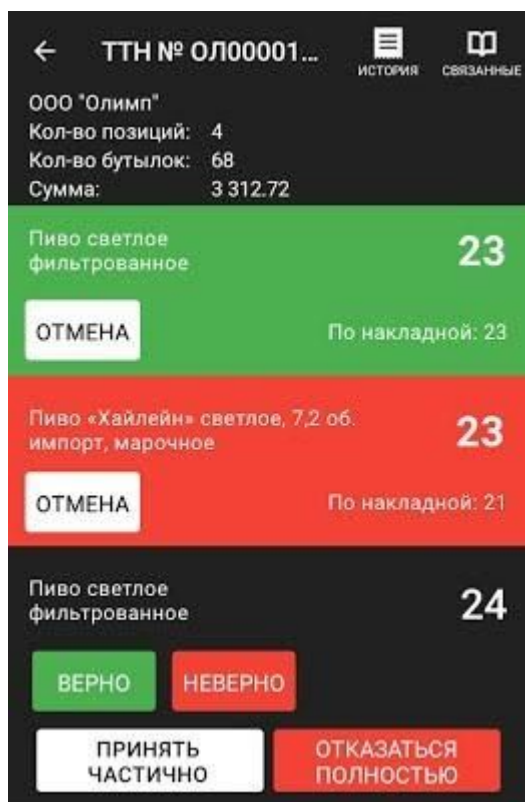 ТТН № ОЛ00001...
ИСТОРИЯ
СВЯЗАННЫЕ
ООО "Олимп"
Кол-во позиций: 4
Кол-во бутылок: 68
Сумма: 3 312.72
Пиво светлое
фильтрованное
23
ОТМЕНА
По накладной: 23
Пиво «Хайлейн» светлое, 7,2 об.
импорт, марочное
23
ОТМЕНА
По накладной: 21
Пиво светлое
фильтрованное
24
ВЕРНО
НЕВЕРНО
ПРИНЯТЬ
ЧАСТИЧНО
ОТКАЗАТЬСЯ
ПОЛНОСТЬЮ